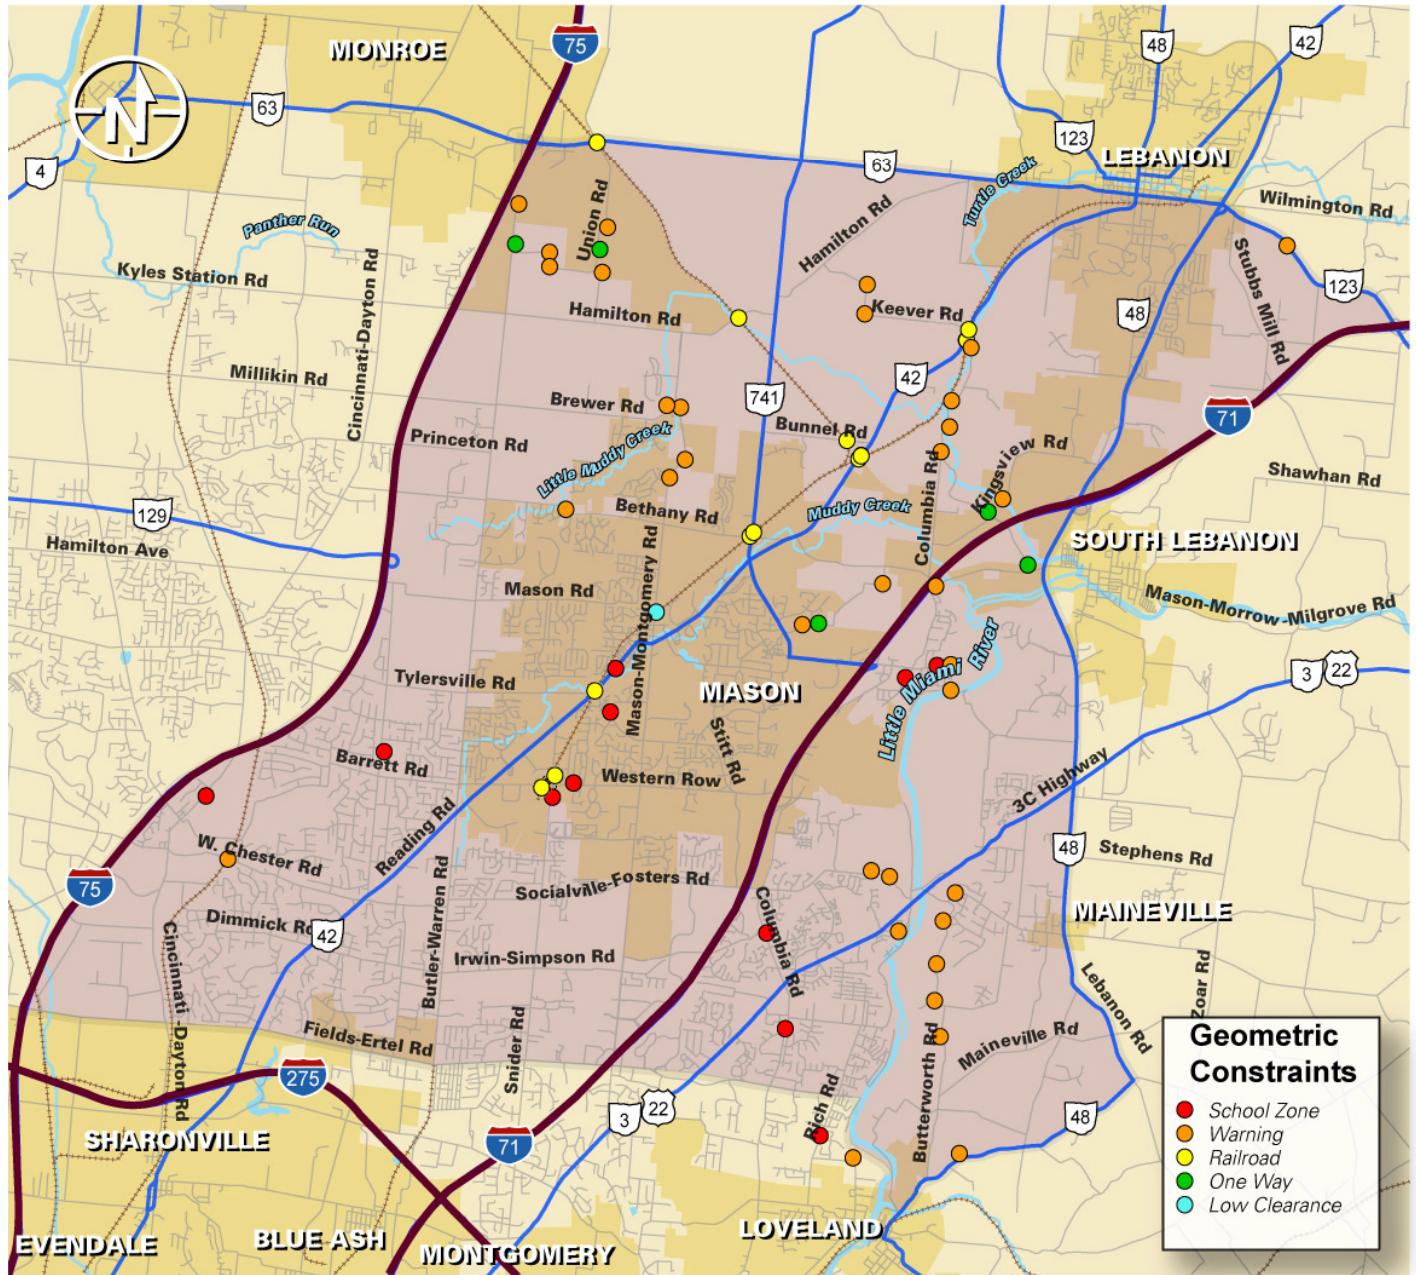 MONROE
75
48
42
N
63
4
123
LEBANON
63
Turtle Creek
Wilmington Rd
Panther Run
Union Rd
Hamilton Rd
Kyles Station Rd
Cincinnati-Dayton Rd
Stubbs Mill Rd
123
48
Keever Rd
Hamilton Rd
Millikin Rd
42
741
Brewer Rd
71
Bunnel Rd
Princeton Rd
Little Muddy Creek
Kingsview Rd
Columbia Rd
Shawhan Rd
129
Bethany Rd
Muddy Creek
Hamilton Ave
SOUTH LEBANON
Mason Rd
Mason-Montgomery Rd
Mason-Morrow-Milgrove Rd
Little Miami River
Tylersville Rd
MASON
3
22
Stitt Rd
Barrett Rd
Western Row
3C Highway
Reading Rd
W. Chester Rd
48
Stephens Rd
75
Socialville-Fosters Rd
Butler-Warren Rd
Columbia Rd
MAINEVILLE
Dimmick Rd
42
Irwin-Simpson Rd
Cincinnati -Dayton Rd
Lebanon Rd
Zoar Rd
Fields-Ertel Rd
Snider Rd
Maineville Rd
Butterworth Rd
275
Rich Rd
3
22
48
SHARONVILLE
71
LOVELAND
EVENDALE
BLUE ASH
MONTGOMERY
Geometric
Constraints
School Zone
Warning
Railroad
One Way
Low Clearance